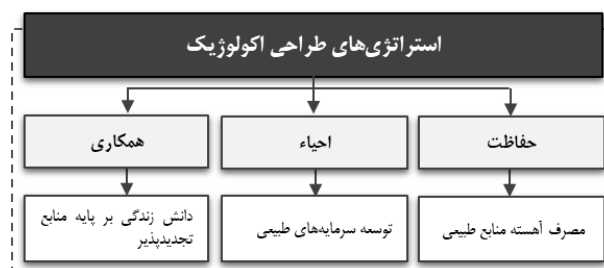 استراتژی‌های طراحی اکولوژیک
حفاظت
احیاء
همکاری
مصرف آهسته منابع طبیعی
توسعه سرمایه‌های طبیعی
دانش زندگی بر پایه منابع
تجدیدپذیر